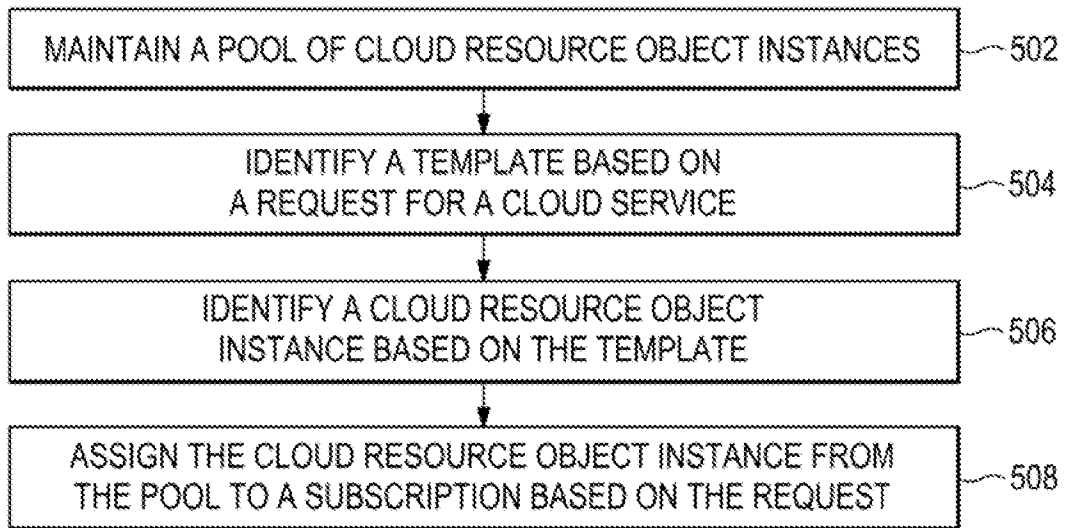 MAINTAIN A POOL OF CLOUD RESOURCE OBJECT INSTANCES
502
IDENTIFY A TEMPLATE BASED ON
A REQUEST FOR A CLOUD SERVICE
504
IDENTIFY A CLOUD RESOURCE OBJECT
INSTANCE BASED ON THE TEMPLATE
506
ASSIGN THE CLOUD RESOURCE OBJECT INSTANCE FROM
THE POOL TO A SUBSCRIPTION BASED ON THE REQUEST
508